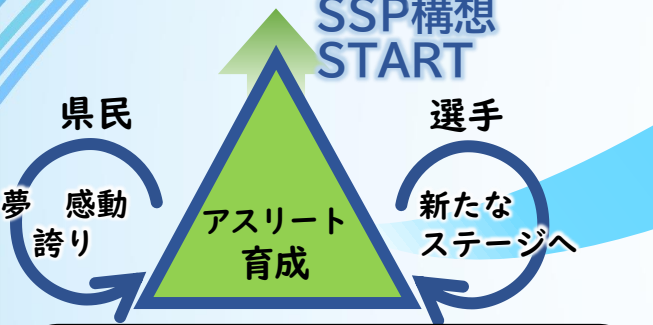 SSP構想
START
県民
選手
夢　感動
誇り
アスリート
育成
新たな
ステージへ